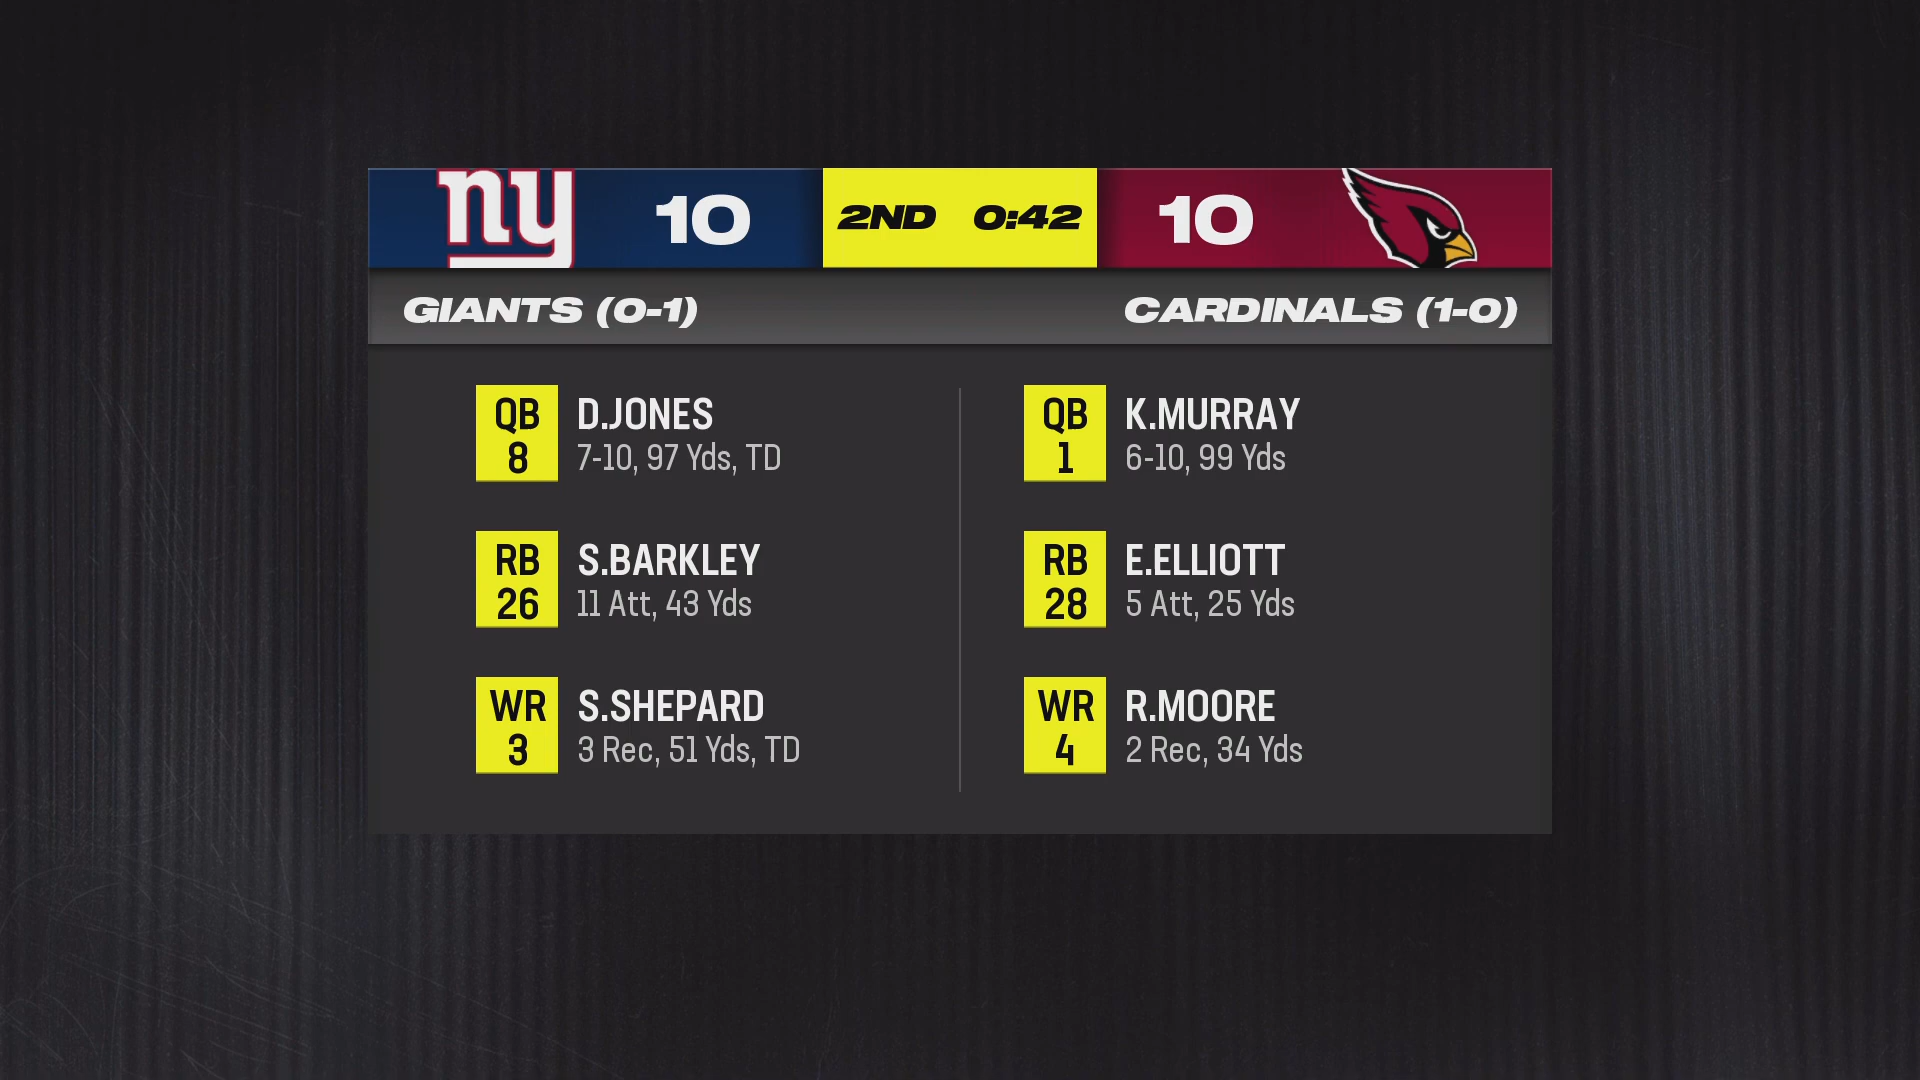 ny 10 2ND 0:42 10
GIANTS (0-1) CARDINALS (1-0)
QB 8 D.JONES
7-10, 97 Yds, TD
RB 26 S.BARKLEY
11 Att, 43 Yds
WR 3 S.SHEPARD
3 Rec, 51 Yds, TD
QB 1 K.MURRAY
6-10, 99 Yds
RB 28 E.ELLIOTT
5 Att, 25 Yds
WR 4 R.MOORE
2 Rec, 34 Yds